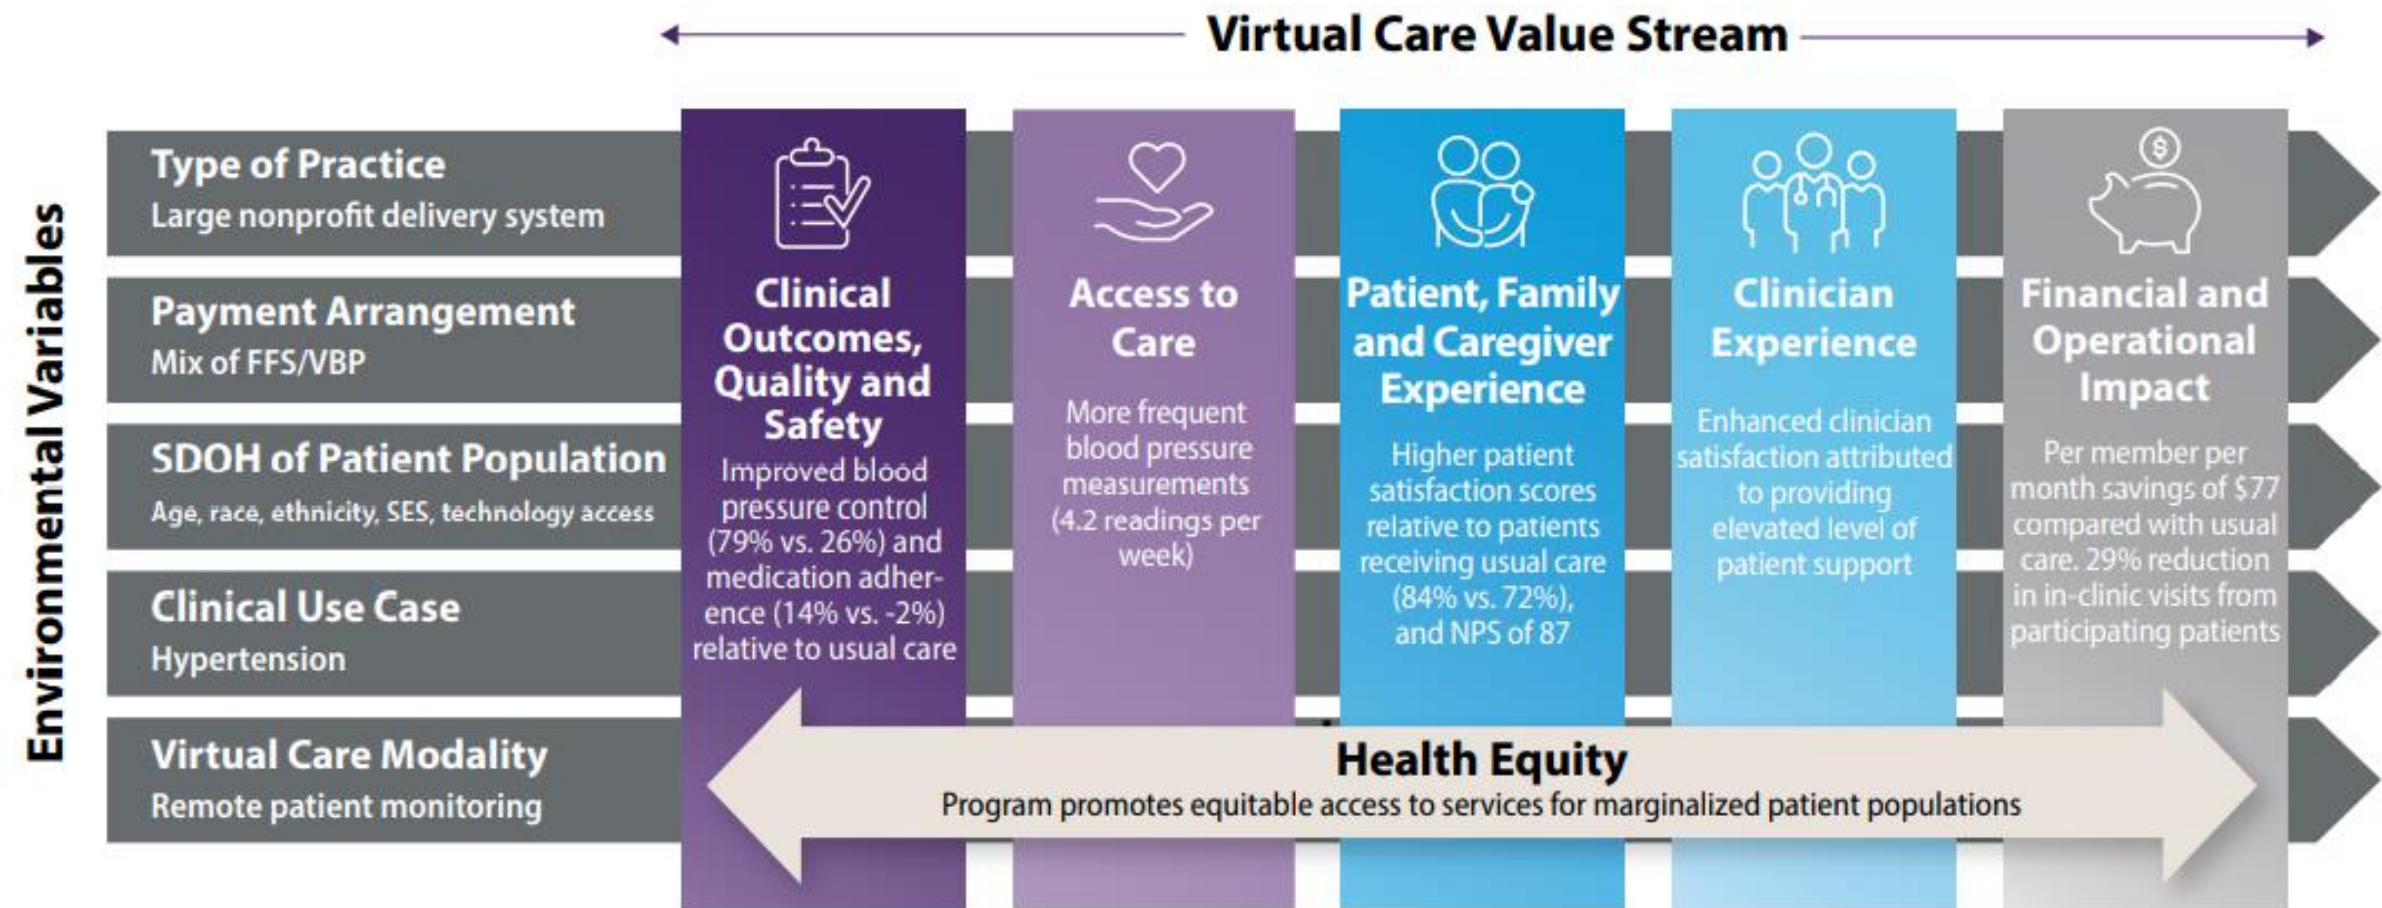 Virtual Care Value Stream
Environmental Variables
Type of Practice
Large nonprofit delivery system
Payment Arrangement
Mix of FFS/VBP
SDOH of Patient Population
Age, race, ethnicity, SES, technology access
Clinical Use Case
Hypertension
Virtual Care Modality
Remote patient monitoring
Clinical
Outcomes,
Quality and
Safety
Improved blood
pressure control
(79% vs. 26%) and
medication adher-
ence (14% vs. -2%)
relative to usual care
Access to
Care
More frequent
blood pressure
measurements
(4.2 readings per
week)
Patient, Family
and Caregiver
Experience
Higher patient
satisfaction scores
relative to patients
receiving usual care
(84% vs. 72%),
and NPS of 87
Clinician
Experience
Enhanced clinician
satisfaction attributed
to providing
elevated level of
patient support
$
Financial and
Operational
Impact
Per member per
month savings of $77
compared with usual
care. 29% reduction
in in-clinic visits from
participating patients
Health Equity
Program promotes equitable access to services for marginalized patient populations